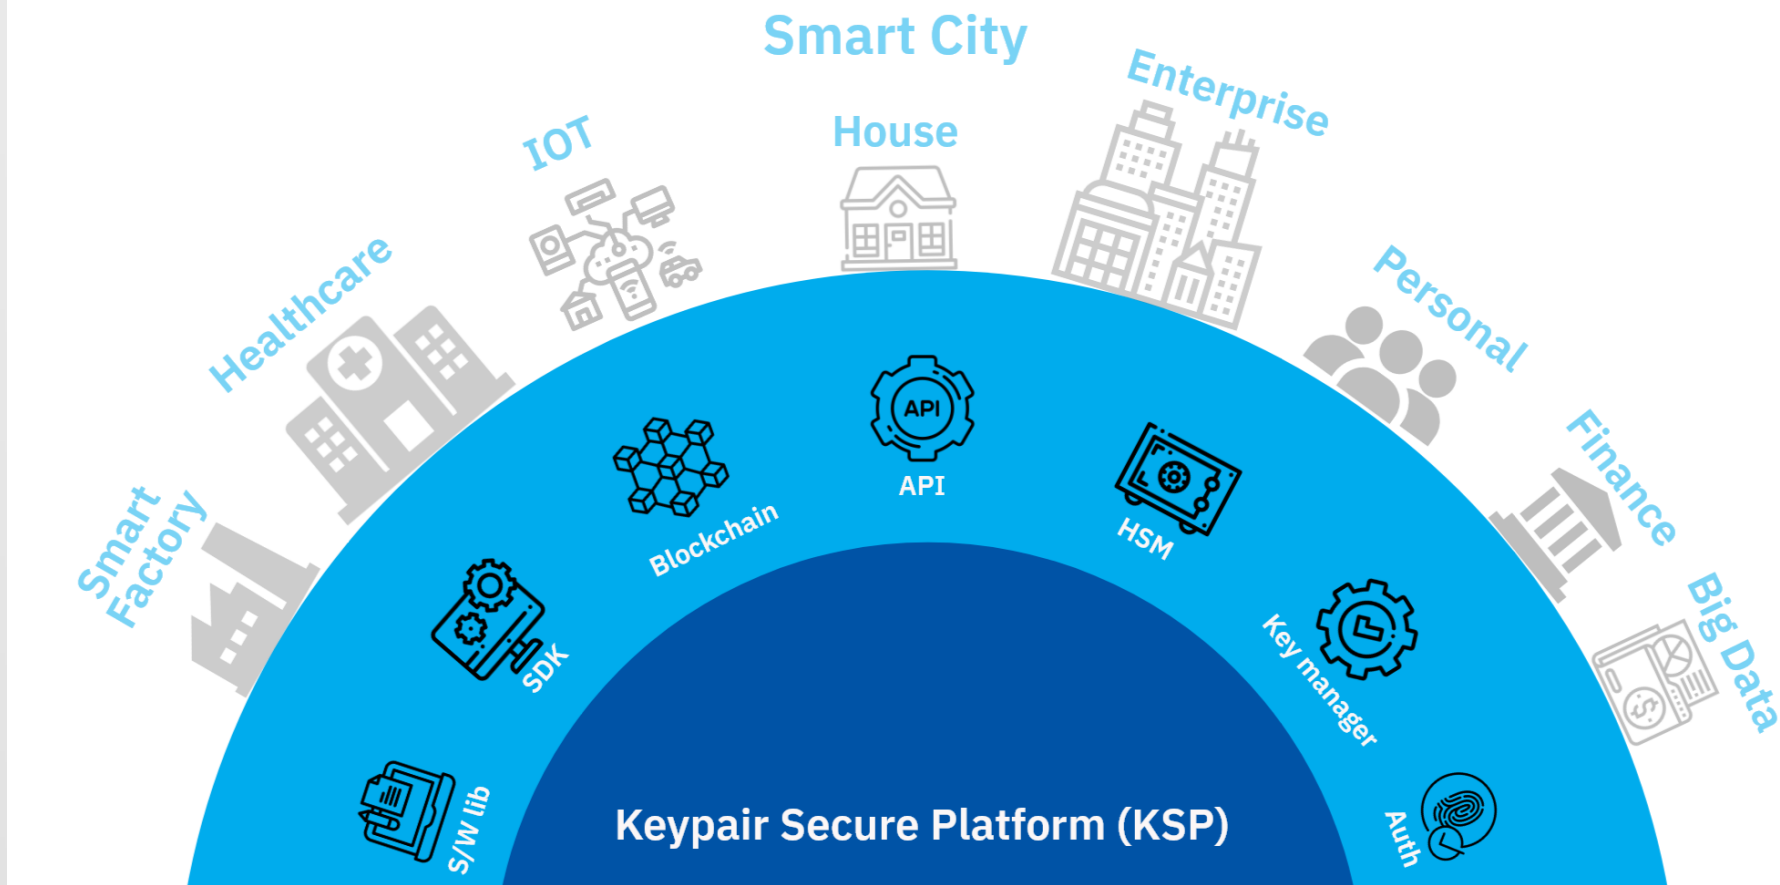 Smart City
Smart
Factory
Healthcare
IOT
House
Enterprise
Personal
Finance
Big Data
S/W lib
SDK
Blockchain
API
API
HSM
Key manager
Auth
Keypair Secure Platform (KSP)